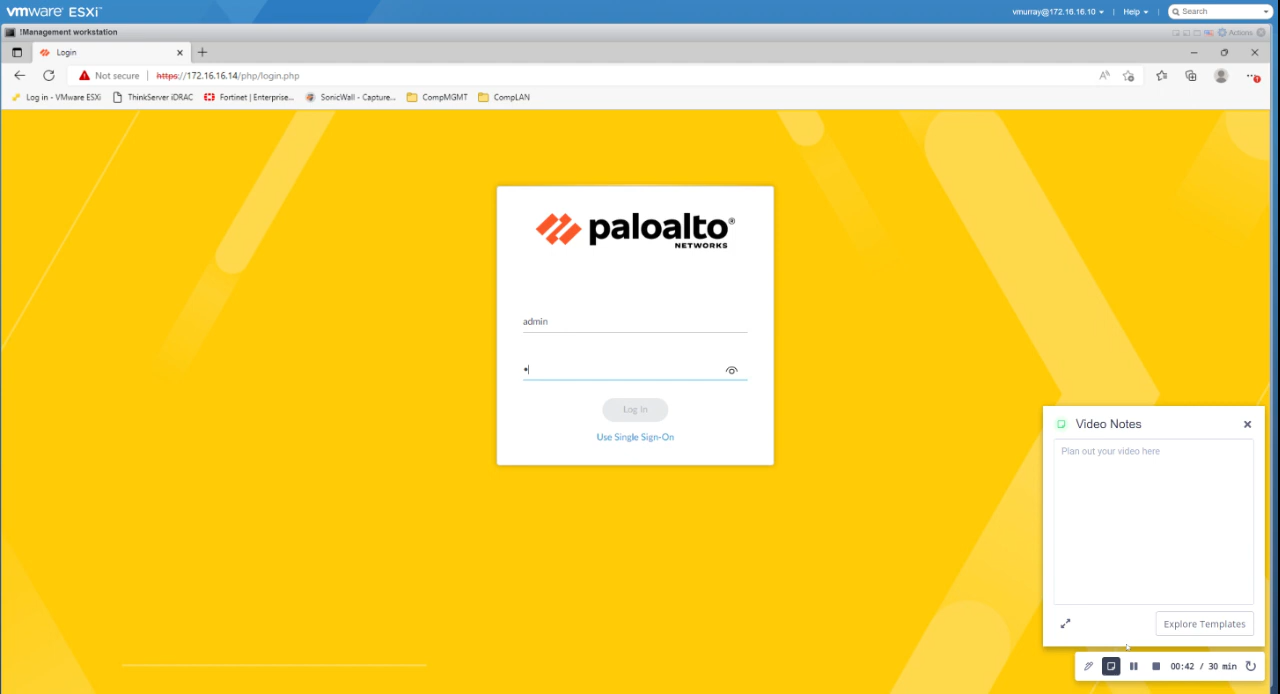 vmware ESXi™
vmurray@172.16.16.10 | Help | Search
!Management workstation
Actions
Login
Not secure | https://172.16.16.14/php/login.php
Log in - VMware ESXi ThinkServer iDRAC Fortinet | Enterprise... SonicWall - Capture... CompMGMT CompLAN
paloalto®
NETWORKS
admin
Log In
Use Single Sign-On
Video Notes
Plan out your video here
Explore Templates
00:42 / 30 min